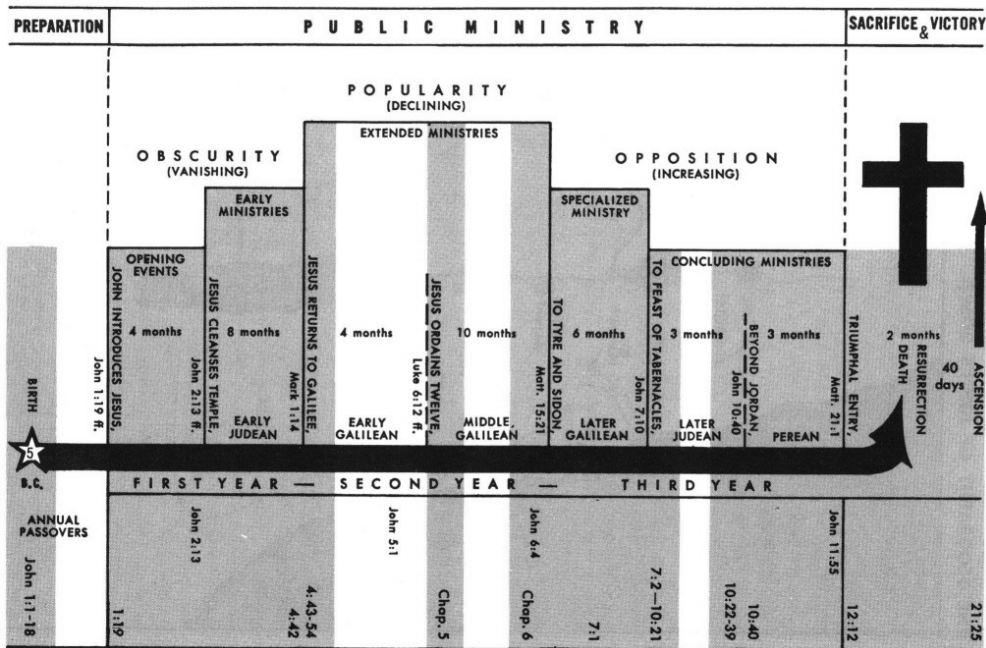 PREPARATION
PUBLIC MINISTRY
SACRIFICE & VICTORY
POPULARITY
(DECLINING)
EXTENDED MINISTRIES
OBSCURITY
(VANISHING)
OPPOSITION
(INCREASING)
EARLY
MINISTRIES
SPECIALIZED
MINISTRY
OPENING
EVENTS
CONCLUDING MINISTRIES
JOHN INTRODUCES JESUS,
John 1:19 ff.
4 months
JESUS CLEANSES TEMPLE,
John 2:13 ff.
8 months
JESUS RETURNS TO GALILEE,
Mark 1:14
4 months
JESUS ORDAINS TWELVE,
Luke 6:12 ff.
10 months
TO TYRE AND SIDON,
Matt. 15:21
6 months
TO FEAST OF TABERNACLES,
John 7:10
3 months
BEYOND JORDAN,
John 10:40
3 months
TRIUMPHAL ENTRY,
Matt. 21:1
2 months
DEATH
RESURRECTION
40
days
ASCENSION
BIRTH
5
B.C.
EARLY
JUDEAN
EARLY
GALILEAN
MIDDLE,
GALILEAN
LATER
GALILEAN
LATER
JUDEAN
PEREAN
FIRST YEAR — SECOND YEAR — THIRD YEAR
ANNUAL
PASSOVERS
John 2:13
John 5:1
John 6:4
John 11:55
John 1:1-18
1:19
4:42
4:43-54
Chap. 5
Chap. 6
7:1
7:2—10:21
10:22-39
10:40
12:12
21:25